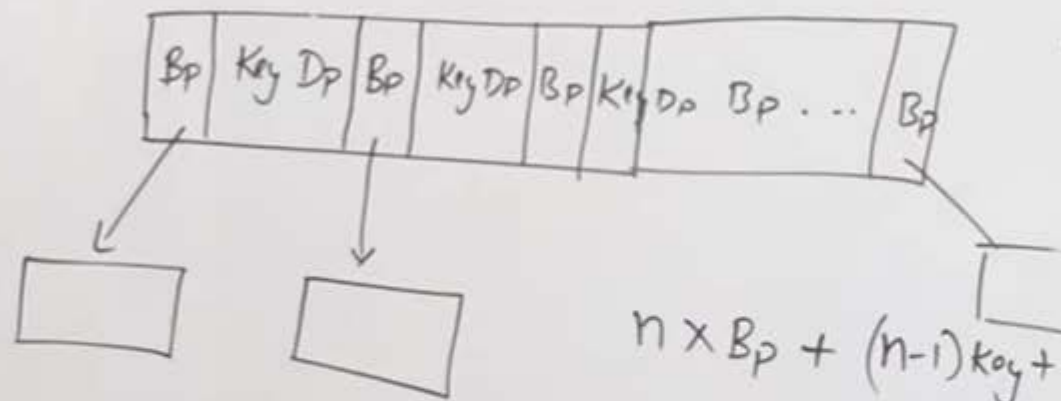 Bp Key Dp Bp Key Dp Bp Key Dp Bp .... Bp
n × Bp + (n-1) Key +